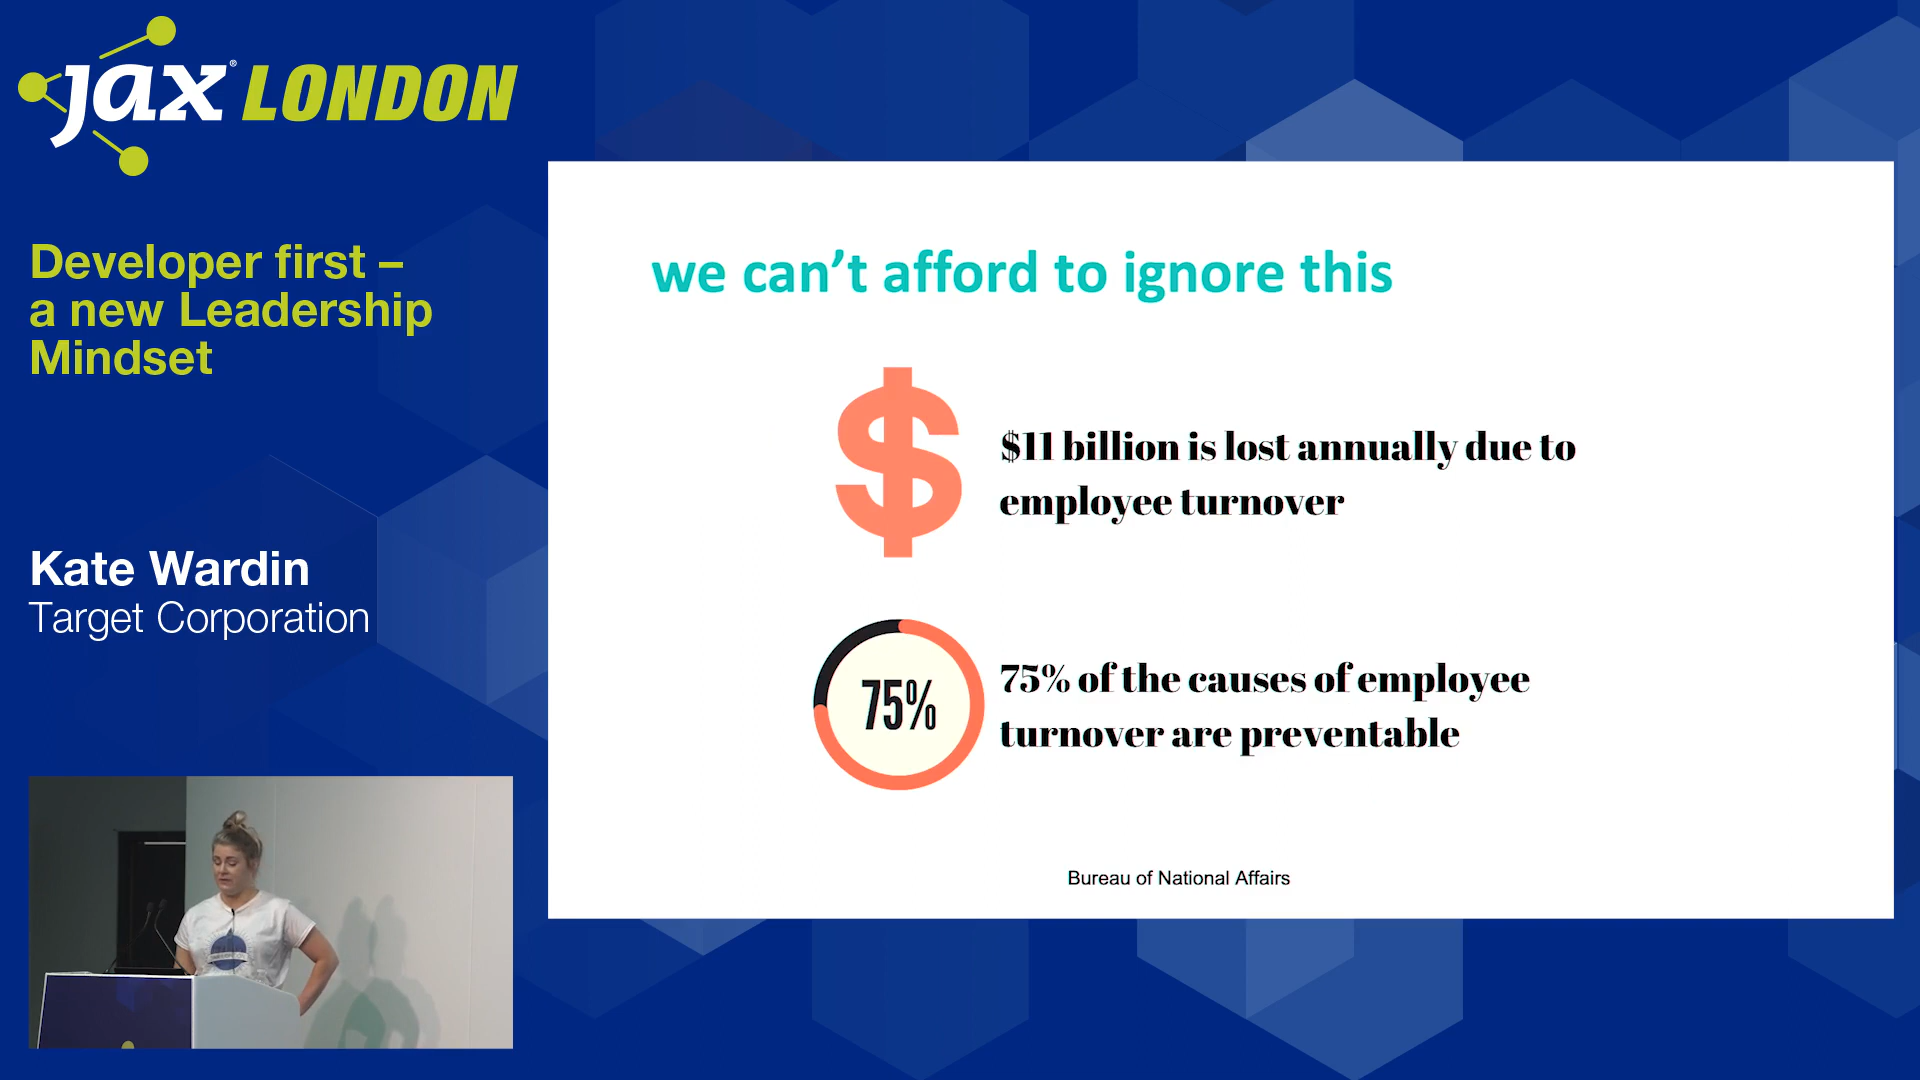 jax® LONDON
Developer first –
a new Leadership
Mindset
Kate Wardin
Target Corporation
we can’t afford to ignore this
$
$11 billion is lost annually due to
employee turnover
75%
75% of the causes of employee
turnover are preventable
Bureau of National Affairs